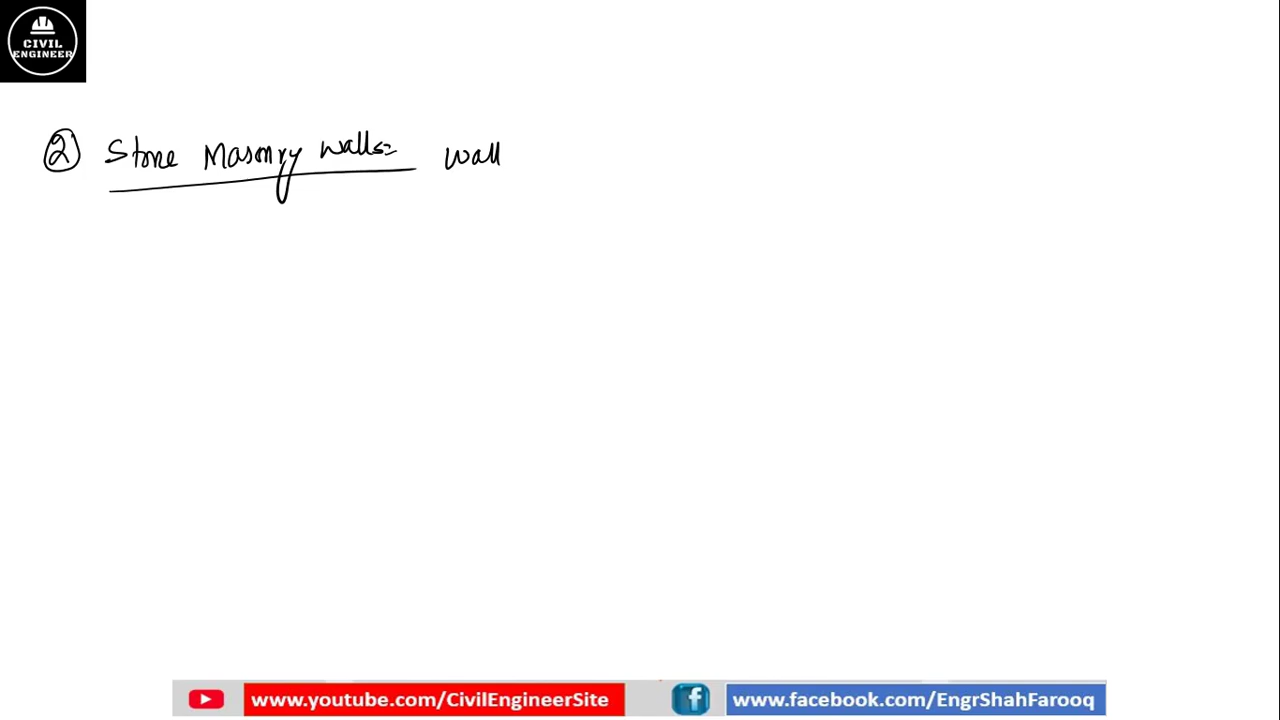 CIVIL
ENGINEER
2 Stone Masonry Walls= Wall
www.youtube.com/CivilEngineerSite
www.facebook.com/EngrShahFarooq